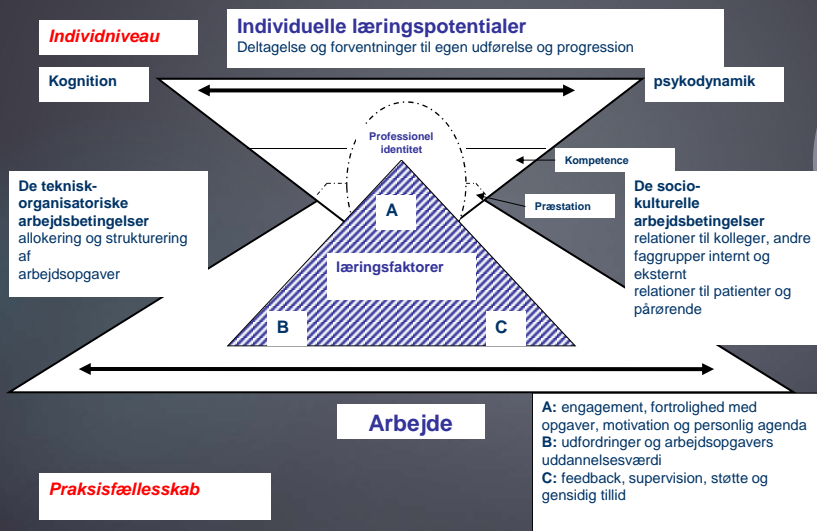 Individniveau
Individuelle læringspotentialer
Deltagelse og forventninger til egen udførelse og progression
Kognition
psykodynamik
Professionel
identitet
Kompetence
Præstation
De teknisk-
organisatoriske
arbejdsbetingelser
allokering og strukturering
af
arbejdsopgaver
De socio-
kulturelle
arbejdsbetingelser
relationer til kolleger, andre
faggrupper internt og
eksternt
relationer til patienter og
pårørende
A
læringsfaktorer
B
C
Arbejde
A: engagement, fortrolighed med
opgaver, motivation og personlig agenda
B: udfordringer og arbejdsopgavers
uddannelsesværdi
C: feedback, supervision, støtte og
gensidig tillid
Praksisfællesskab